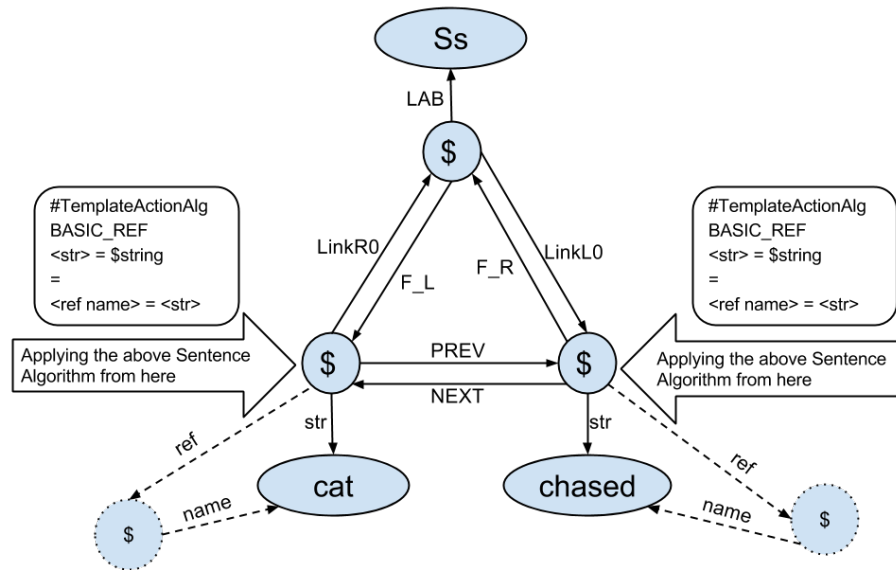 Ss
LAB
$
#TemplateActionAlg
BASIC_REF
<str> = $string
=
<ref name> = <str>
#TemplateActionAlg
BASIC_REF
<str> = $string
=
<ref name> = <str>
LinkR0
F_L
F_R
LinkL0
Applying the above Sentence
Algorithm from here
$
PREV
NEXT
$
Applying the above Sentence
Algorithm from here
ref
str
str
ref
cat
chased
name
name
$
$